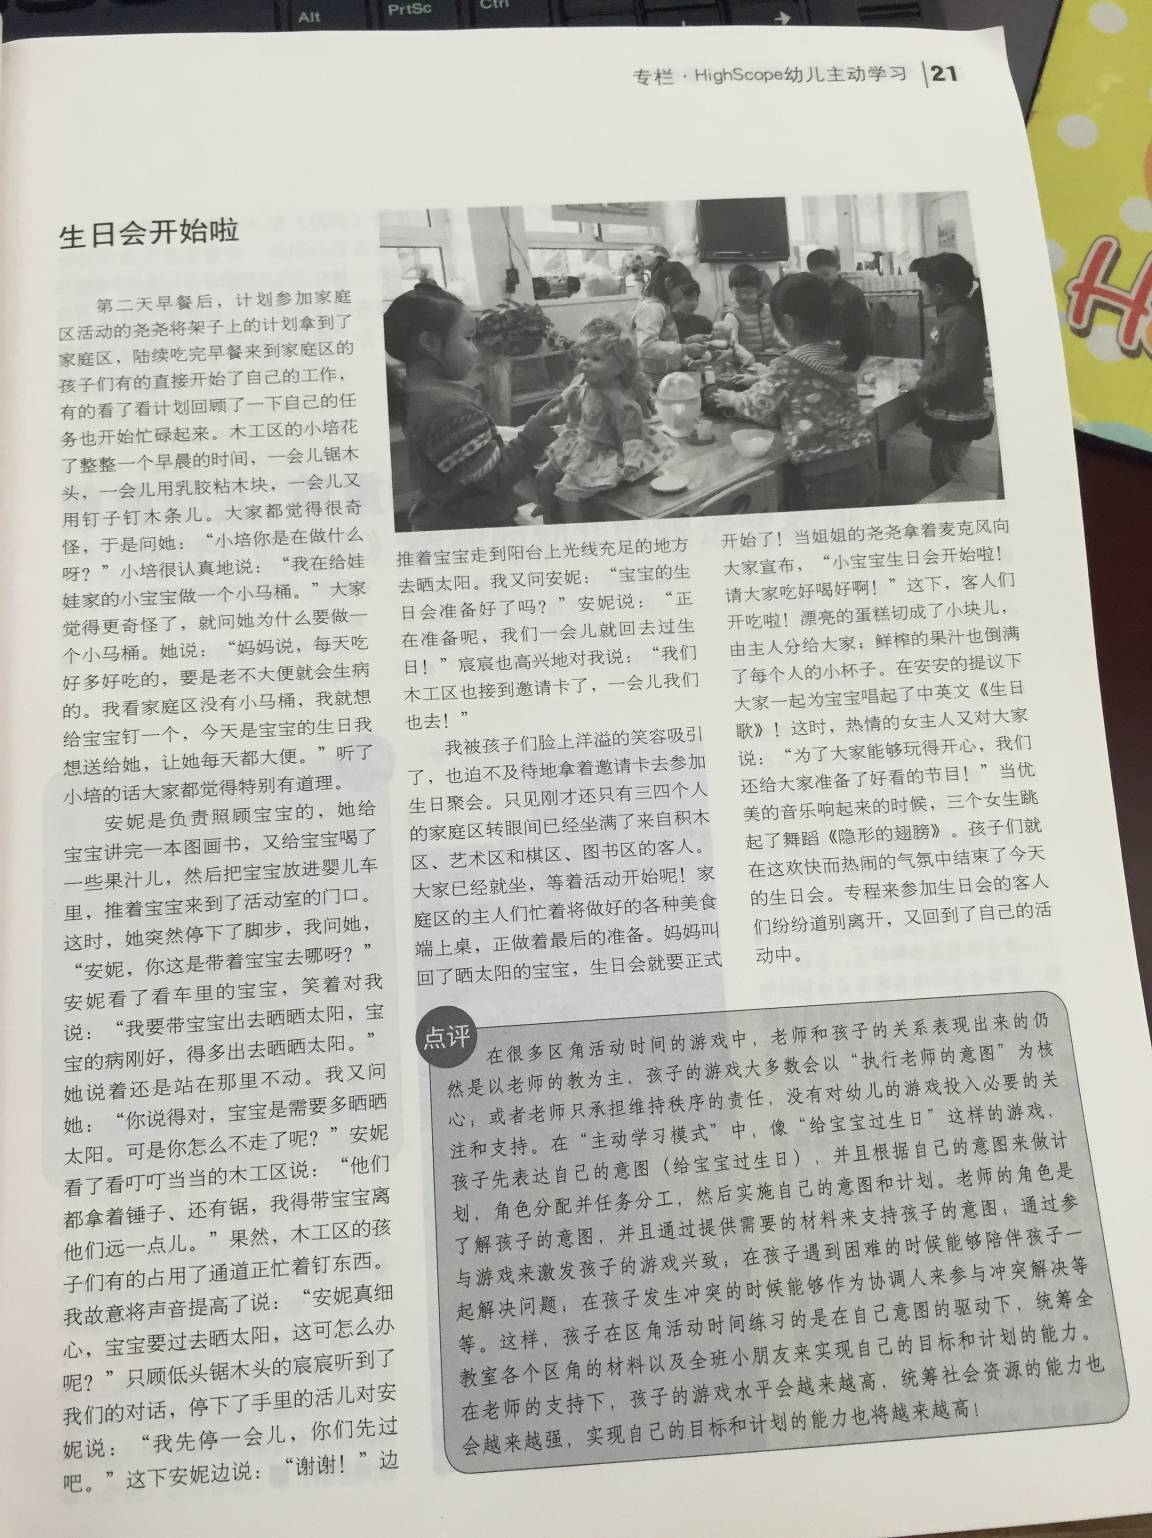 Alt
PrtSc
Ctrl
专栏·HighScope幼儿主动学习 21
生日会开始啦
第二天早餐后，计划参加家庭
区活动的尧尧将架子上的计划拿到了
家庭区，陆续吃完早餐来到家庭区的
孩子们有的直接开始了自己的工作，
有的看了看计划回顾了一下自己的任
务也开始忙碌起来。木工区的小培花
了整整一个早晨的时间，一会儿锯木
头，一会儿用乳胶粘木块，一会儿又
用钉子钉木条儿。大家都觉得很奇
怪，于是问她：“小培你是在做什么
呀？”小培很认真地说：“我在给娃
娃家的小宝宝做一个小马桶。”大家
觉得更奇怪了，就问她为什么要做一
个小马桶。她说：“妈妈说，每天吃
好多好吃的，要是老不大便就会生病
的。我看家庭区没有小马桶，我就想
给宝宝钉一个，今天是宝宝的生日我
想送给她，让她每天都大便。”听了
小培的话大家都觉得特别有道理。
安妮是负责照顾宝宝的，她给
宝宝讲完一本图画书，又给宝宝喝了
一些果汁儿，然后把宝宝放进婴儿车
里，推着宝宝来到了活动室的门口。
这时，她突然停下了脚步，我问她，
“安妮，你这是带着宝宝去哪呀？”
安妮看了看车里的宝宝，笑着对我
说：“我要带宝宝出去晒晒太阳，宝
宝的病刚好，得多出去晒晒太阳。”
她说着还是站在那里不动。我又问
她：“你说得对，宝宝是需要多晒晒
太阳。可是你怎么不走了呢？”安妮
看了看叮叮当当的木工区说：“他们
都拿着锤子、还有锯，我得带宝宝离
他们远一点儿。”果然，木工区的孩
子们有的占用了通道正忙着钉东西。
我故意将声音提高了说：“安妮真细
心，宝宝要过去晒太阳，这可怎么办
呢？”只顾低头锯木头的宸宸听到了
我们的对话，停下了手里的活儿对安
妮说：“我先停一会儿，你们先过
吧。”这下安妮边说：“谢谢！”边
推着宝宝走到阳台上光线充足的地方
去晒太阳。我又问安妮：“宝宝的生
日会准备好了吗？”安妮说：“正
在准备呢，我们一会儿就回去过生
日！”宸宸也高兴地对我说：“我们
木工区也接到邀请卡了，一会儿我们
也去！”
我被孩子们脸上洋溢的笑容吸引
了，也迫不及待地拿着邀请卡去参加
生日聚会。只见刚才还只有三四个人
的家庭区转眼间已经坐满了来自积木
区、艺术区和棋区、图书区的客人。
大家已经就坐，等着活动开始呢！家
庭区的主人们忙着将做好的各种美食
端上桌，正做着最后的准备。妈妈叫
回了晒太阳的宝宝，生日会就要正式
开始了！当姐姐的尧尧拿着麦克风向
大家宣布，“小宝宝生日会开始啦！
请大家吃好喝好啊！”这下，客人们
开吃啦！漂亮的蛋糕切成了小块儿，
由主人分给大家；鲜榨的果汁也倒满
了每个人的小杯子。在安安的提议下
大家一起为宝宝唱起了中英文《生日
歌》！这时，热情的女主人又对大家
说：“为了大家能够玩得开心，我们
还给大家准备了好看的节目！”当优
美的音乐响起来的时候，三个女生跳
起了舞蹈《隐形的翅膀》。孩子们就
在这欢快而热闹的气氛中结束了今天
的生日会。专程来参加生日会的客人
们纷纷道别离开，又回到了自己的活
动中。
点评
在很多区角活动时间的游戏中，老师和孩子的关系表现出来的仍
然是以老师的教为主，孩子的游戏大多数会以“执行老师的意图”为核
心；或者老师只承担维持秩序的责任，没有对幼儿的游戏投入必要的关
注和支持。在“主动学习模式”中，像“给宝宝过生日”这样的游戏，
孩子先表达自己的意图（给宝宝过生日），并且根据自己的意图来做计
划，角色分配并任务分工，然后实施自己的意图和计划。老师的角色是
了解孩子的意图，并且通过提供需要的材料来支持孩子的意图；通过参
与游戏来激发孩子的游戏兴致；在孩子遇到困难的时候能够陪伴孩子一
起解决问题；在孩子发生冲突的时候能够作为协调人来参与冲突解决等
等。这样，孩子在区角活动时间练习的是在自己意图的驱动下，统筹全
教室各个区角的材料以及全班小朋友来实现自己的目标和计划的能力。
在老师的支持下，孩子的游戏水平会越来越高，统筹社会资源的能力也
会越来越强，实现自己的目标和计划的能力也将越来越高！